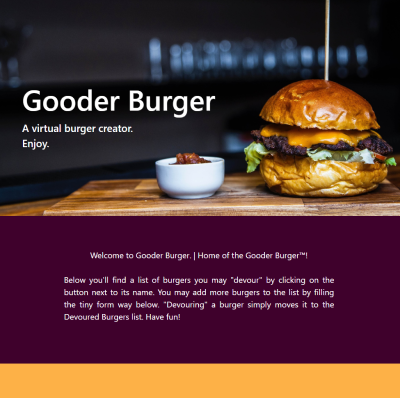 Gooder Burger
A virtual burger creator.
Enjoy.
Welcome to Gooder Burger. | Home of the Gooder Burger™!
Below you'll find a list of burgers you may "devour" by clicking on the
button next to its name. You may add more burgers to the list by filling
the tiny form way below. "Devouring" a burger simply moves it to the
Devoured Burgers list. Have fun!